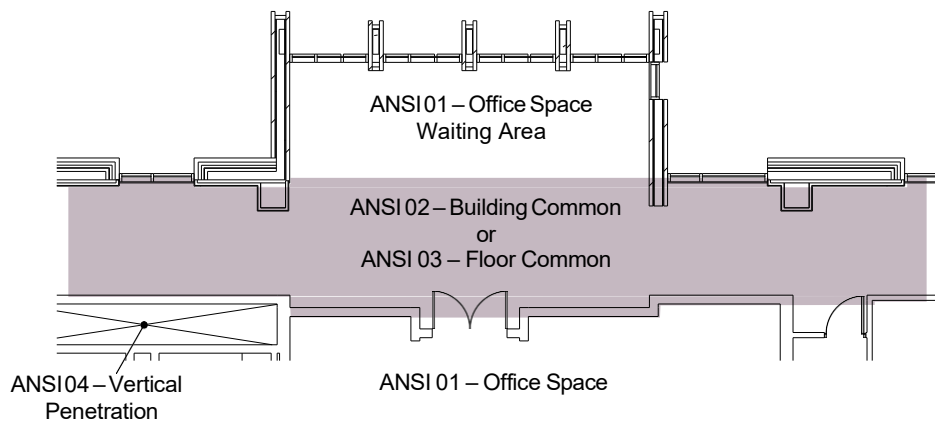 ANSI 01 – Office Space
Waiting Area
ANSI 02 – Building Common
or
ANSI 03 – Floor Common
ANSI 04 – Vertical
Penetration
ANSI 01 – Office Space